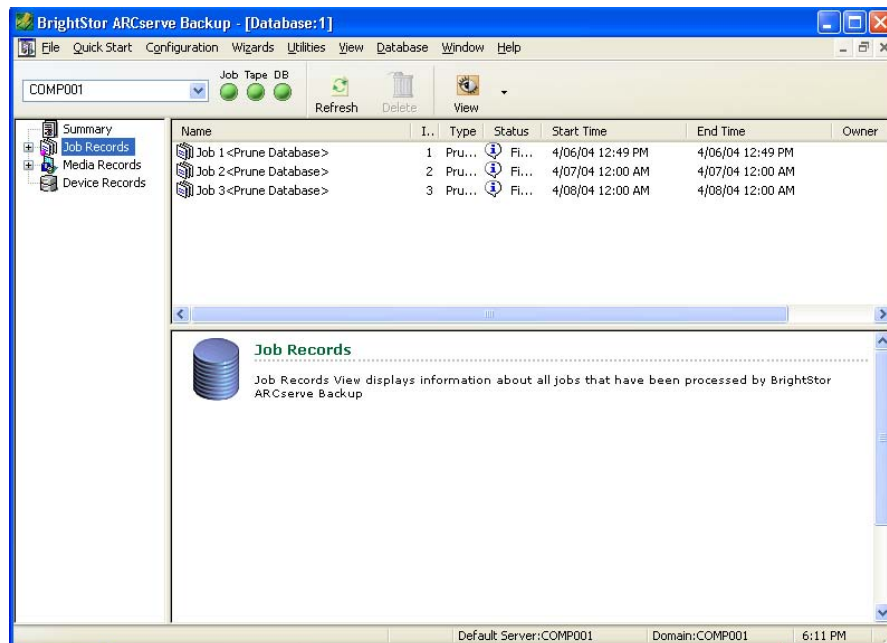 BrightStor ARCserve Backup - [Database:1]
File Quick Start Configuration Wizards Utilities View Database Window Help
COMP001
Job Tape DB
Refresh Delete View
Summary
Job Records
Media Records
Device Records
Name I.. Type Status Start Time End Time Owner
Job 1<Prune Database> 1 Pru... Fi... 4/06/04 12:49 PM 4/06/04 12:49 PM
Job 2<Prune Database> 2 Pru... Fi... 4/07/04 12:00 AM 4/07/04 12:00 AM
Job 3<Prune Database> 3 Pru... Fi... 4/08/04 12:00 AM 4/08/04 12:00 AM
Job Records
Job Records View displays information about all jobs that have been processed by BrightStor
ARCserve Backup
Default Server:COMP001 Domain:COMP001 6:11 PM